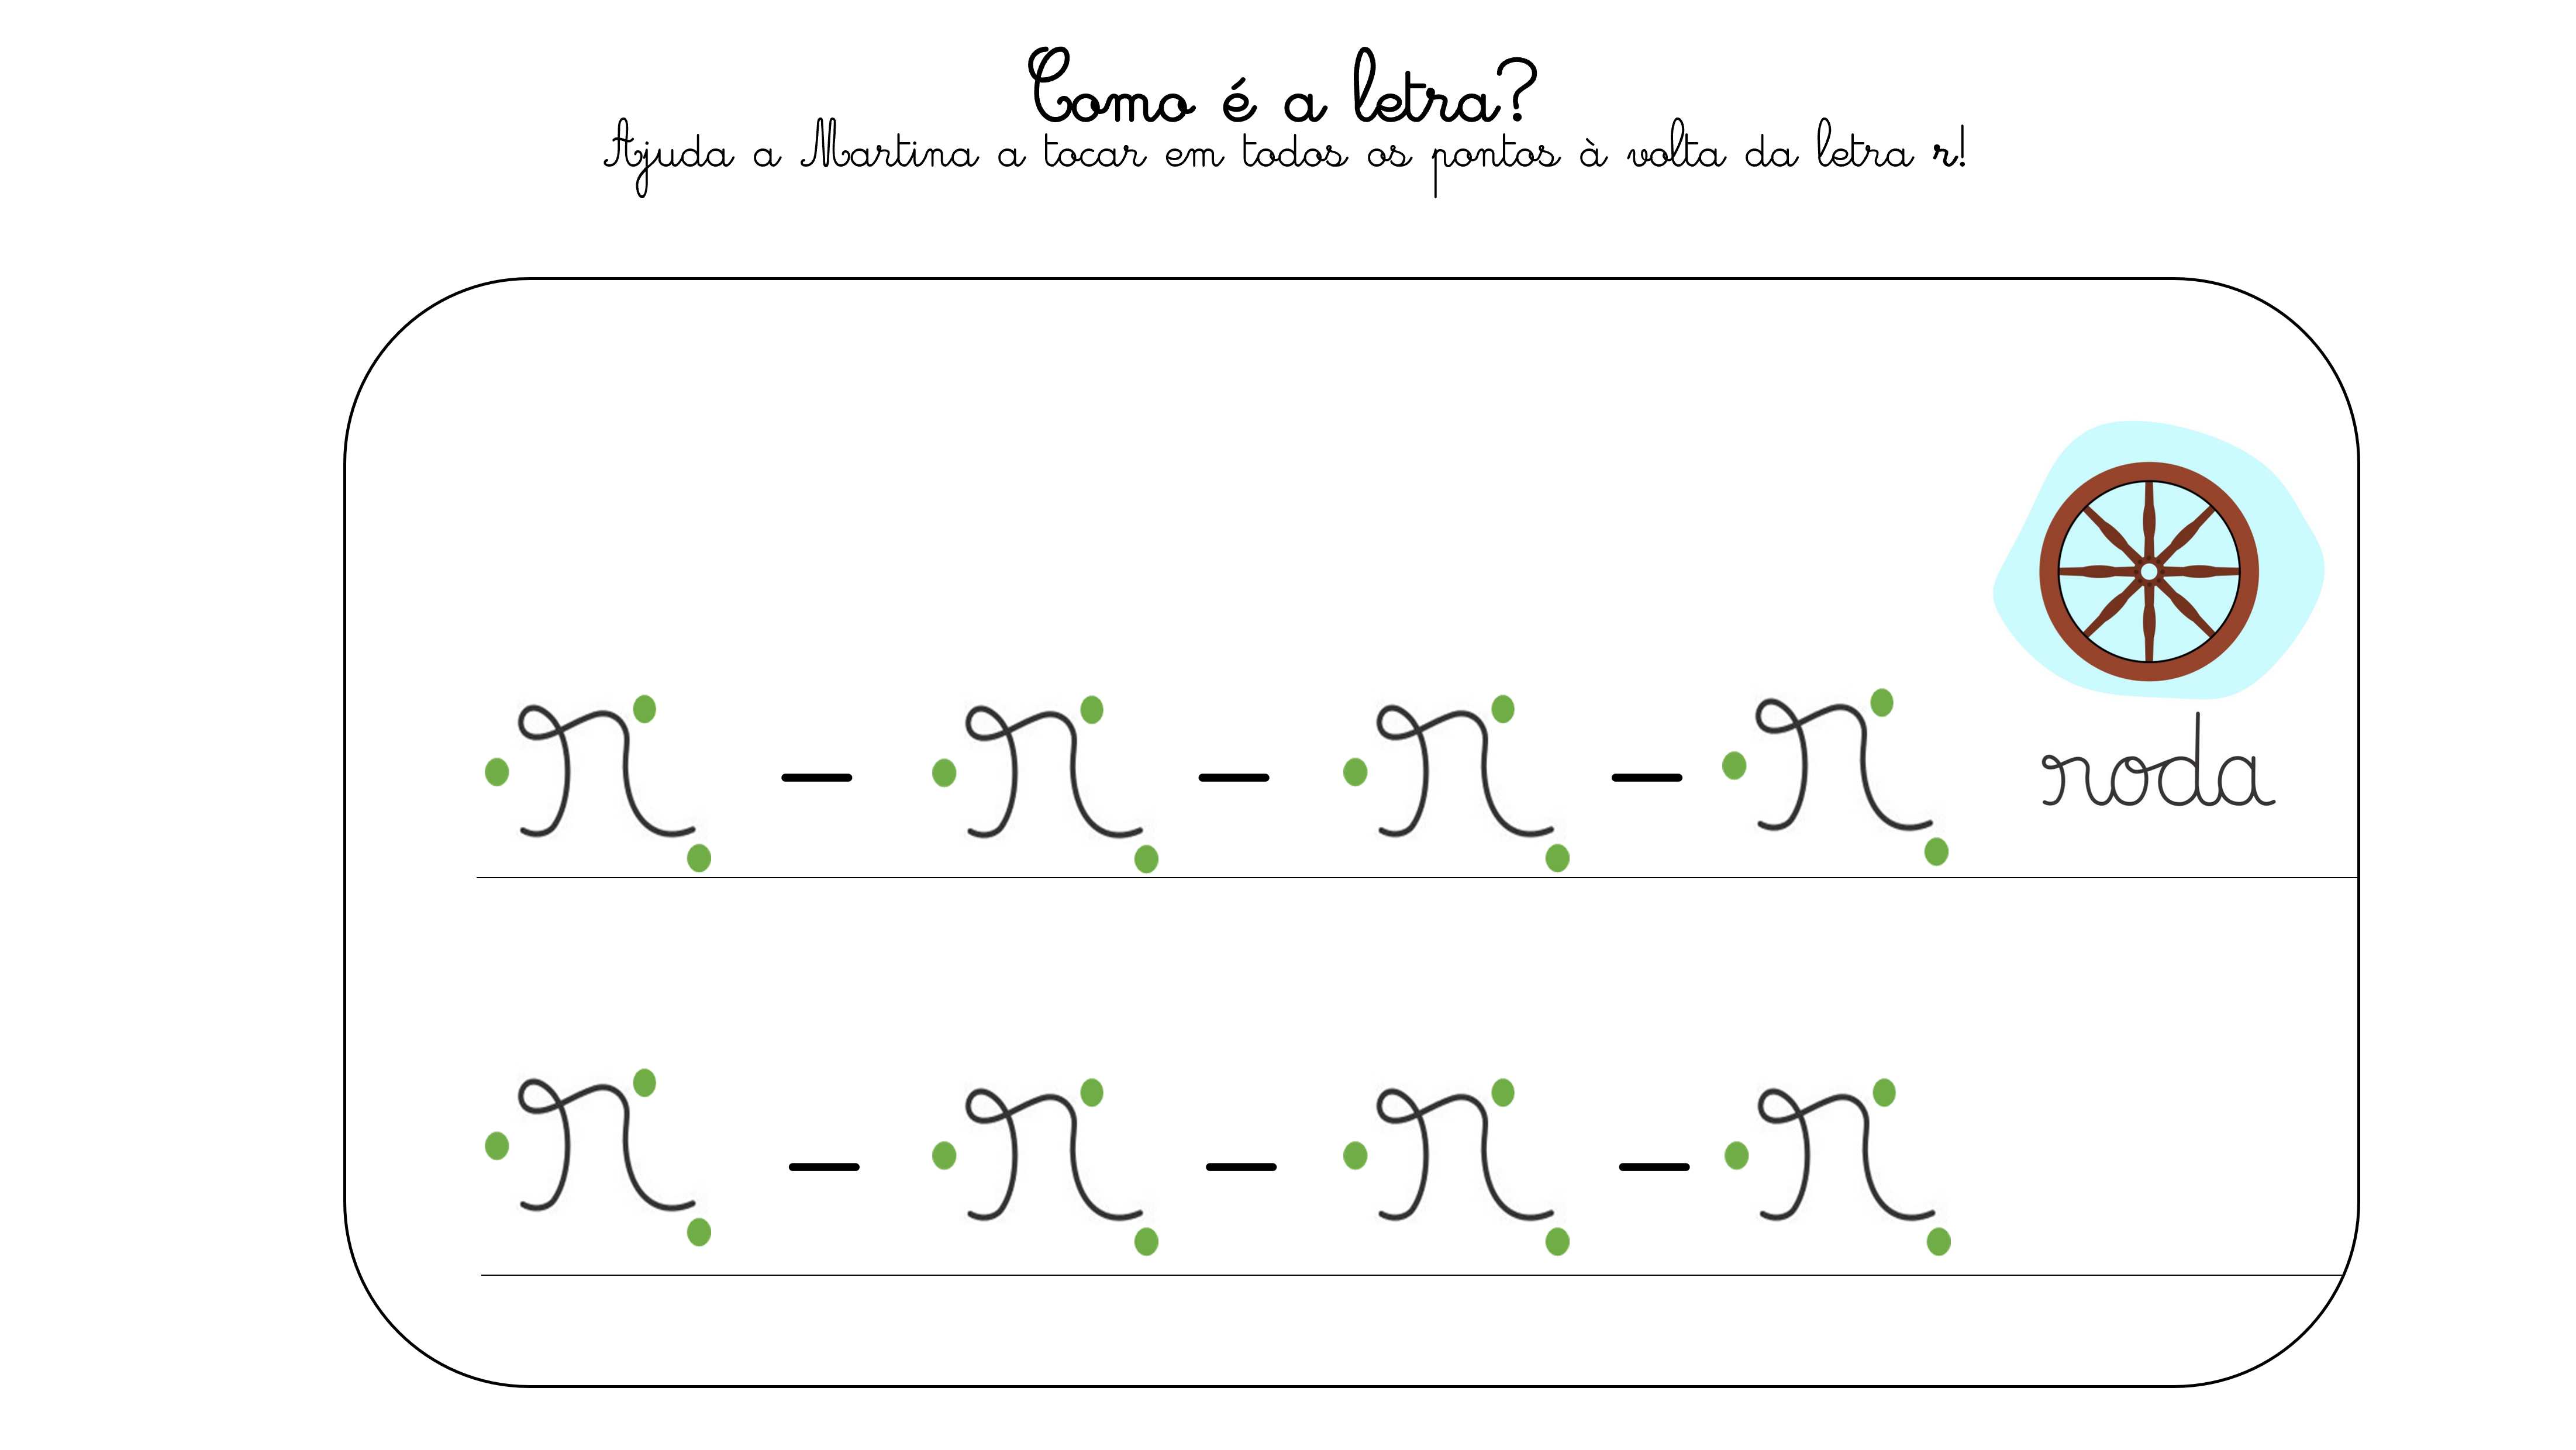 Como é a letra?
Ajuda a Martina a tocar em todos os pontos à volta da letra r!
roda
r – r – r – r
r – r – r – r